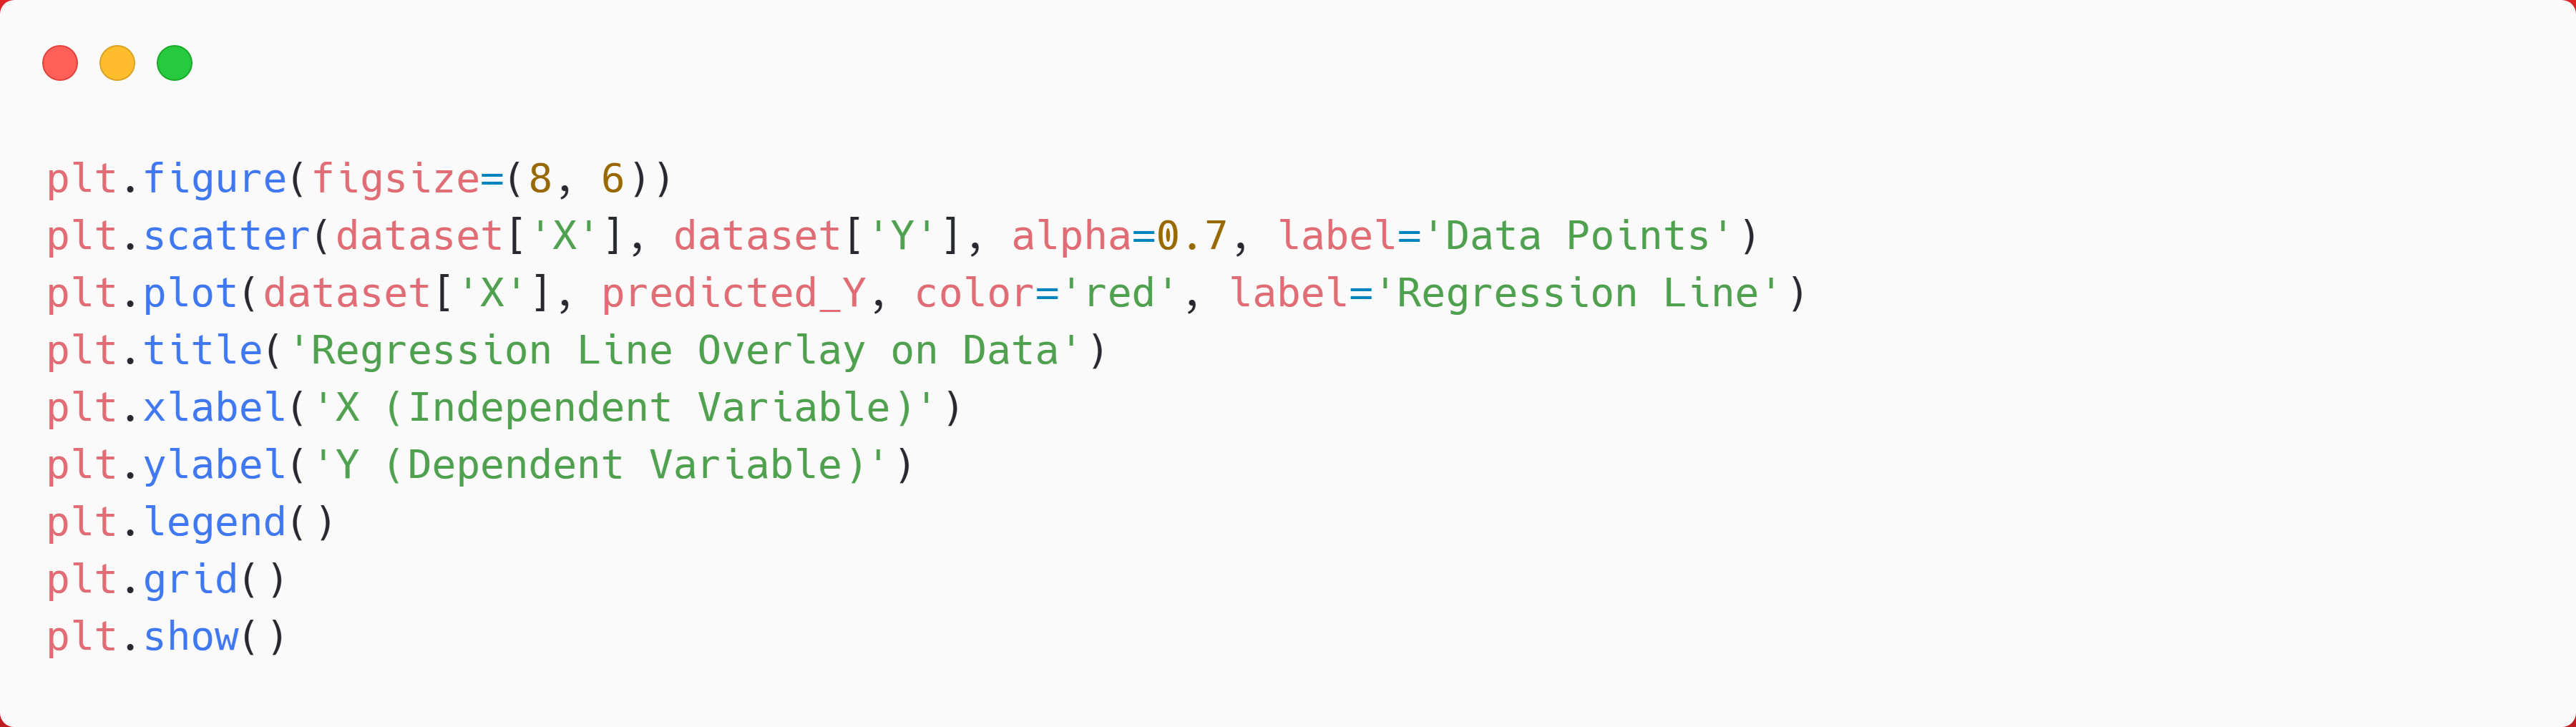 plt.figure(figsize=(8, 6))
plt.scatter(dataset['X'], dataset['Y'], alpha=0.7, label='Data Points')
plt.plot(dataset['X'], predicted_Y, color='red', label='Regression Line')
plt.title('Regression Line Overlay on Data')
plt.xlabel('X (Independent Variable)')
plt.ylabel('Y (Dependent Variable)')
plt.legend()
plt.grid()
plt.show()